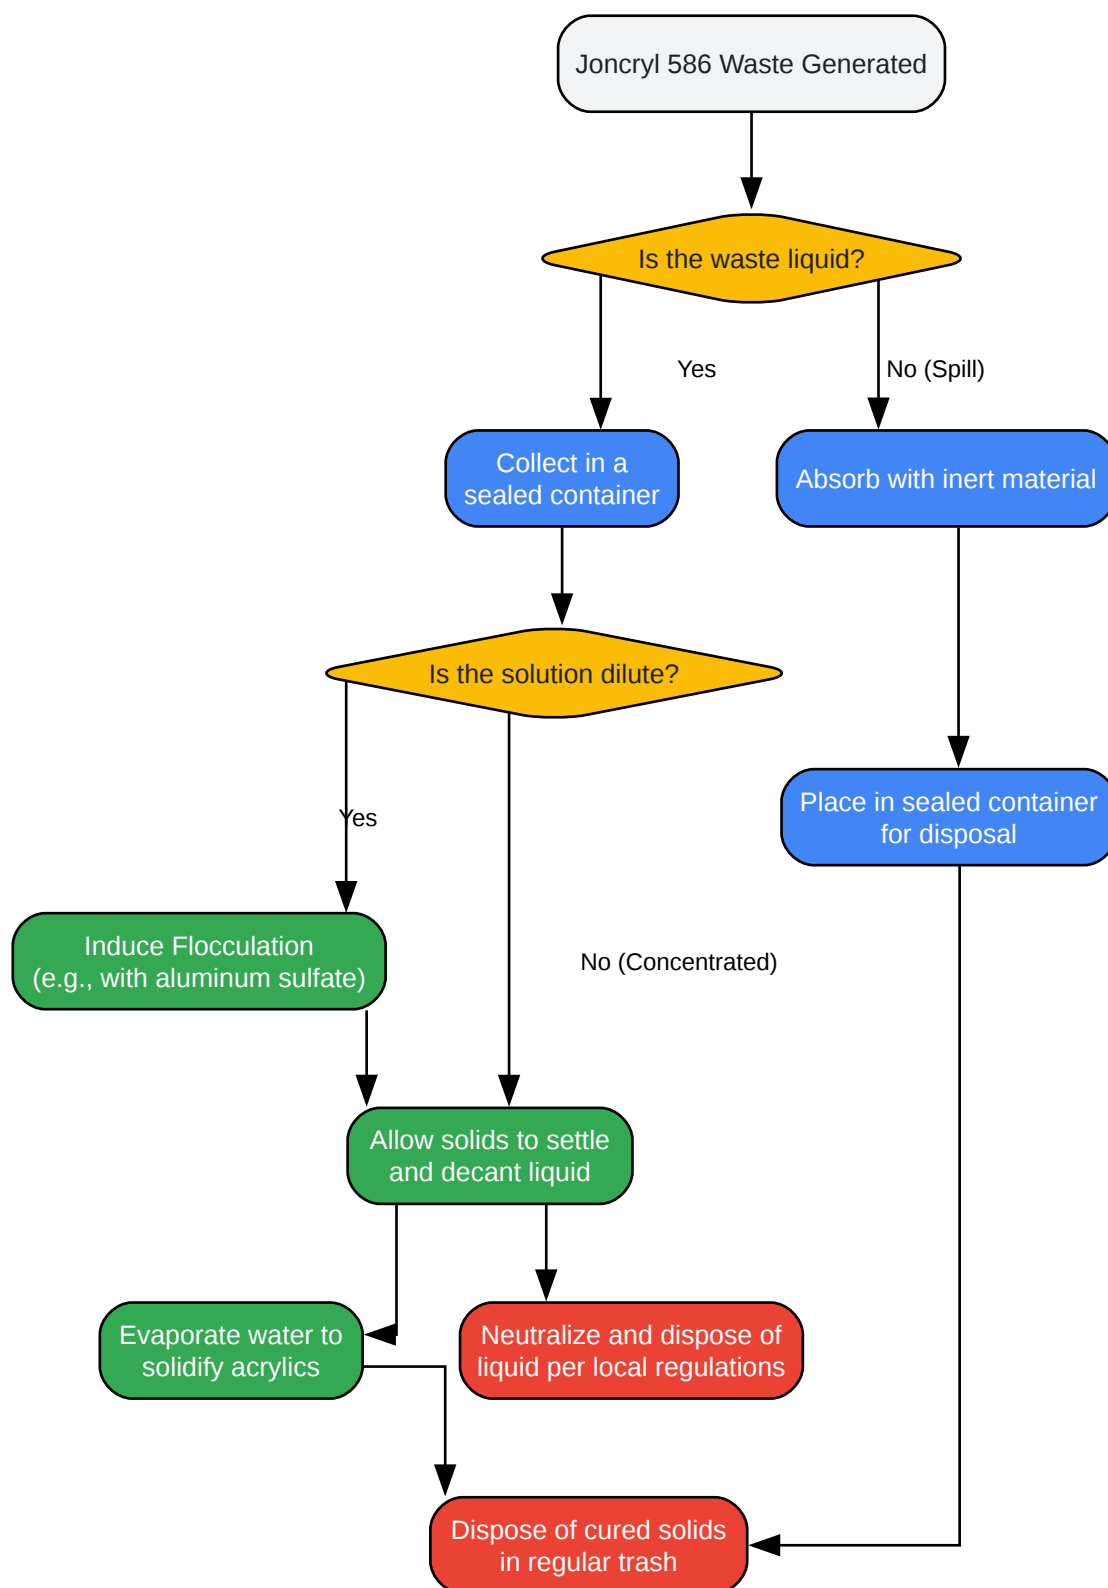 Joncryl 586 Waste Generated
Is the waste liquid?
Yes
No (Spill)
Collect in a
sealed container
Absorb with inert material
Is the solution dilute?
Place in sealed container
for disposal
Yes
Induce Flocculation
(e.g., with aluminum sulfate)
No (Concentrated)
Allow solids to settle
and decant liquid
Evaporate water to
solidify acrylics
Neutralize and dispose of
liquid per local regulations
Dispose of cured solids
in regular trash